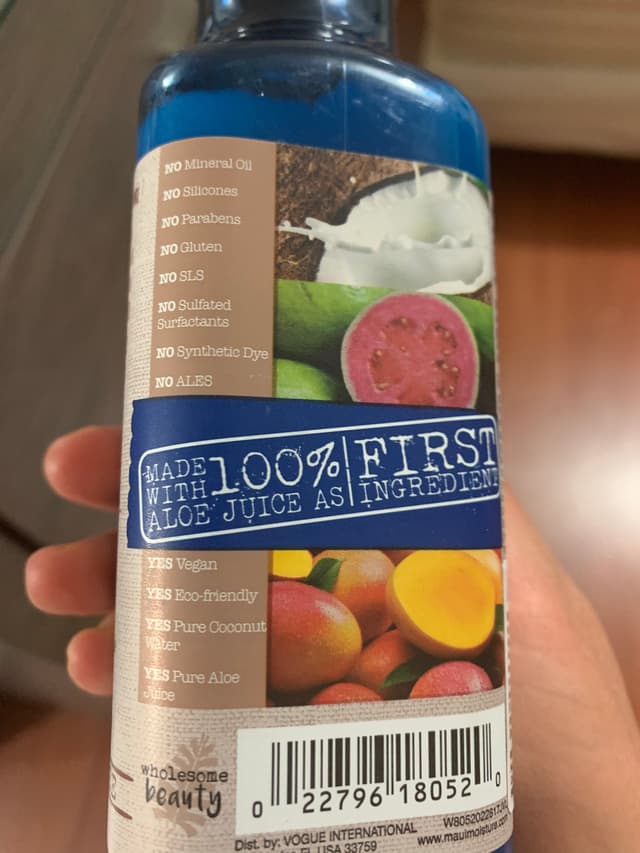 NO Mineral Oil
NO Silicones
NO Parabens
NO Gluten
NO SLS
NO Sulfated
Surfactants
NO Synthetic Dye
NO ALES
MADE
WITH
ALOE JUICE AS
100%
FIRST
INGREDIENT
YES Vegan
YES Eco-friendly
YES Pure Coconut
Water
YES Pure Aloe
Juice
wholesome
beauty
0 22796 18052 0
Dist. by: VOGUE INTERNATIONAL
FL USA 33759
www.mauimoisture.com